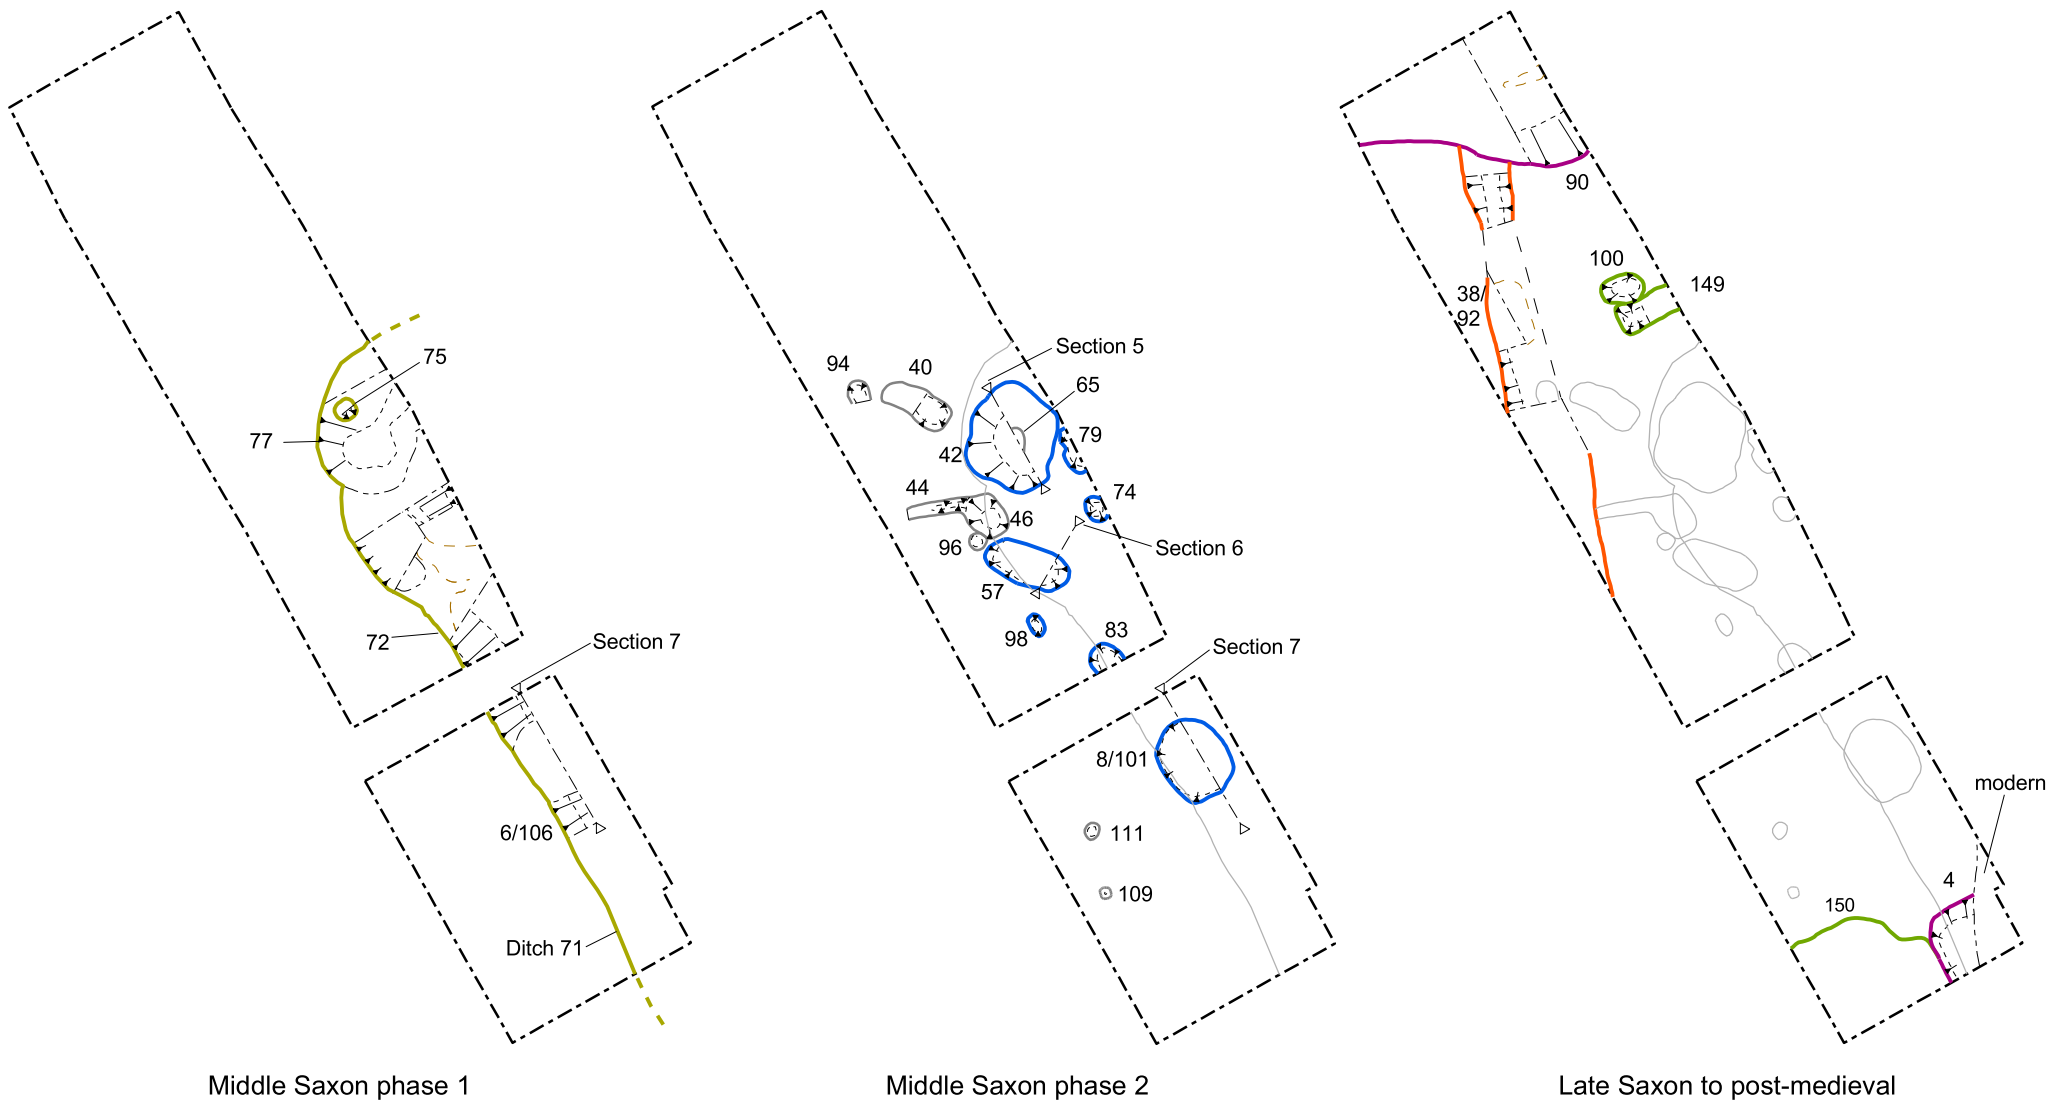 75
77
72
Section 7
6/106
Ditch 71
Middle Saxon phase 1
94
40
Section 5
65
79
42
44
46
74
96
Section 6
57
98
83
Section 7
8/101
111
109
Middle Saxon phase 2
90
100
149
38/
92
modern
4
150
Late Saxon to post-medieval